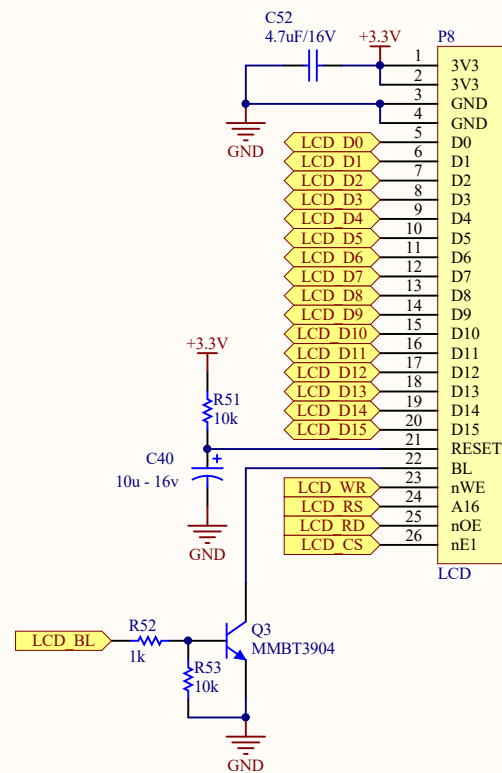 C52
4.7uF/16V
+3.3V
P8
1 3V3
2 3V3
3 GND
4 GND
GND
LCD_D0 5 D0
LCD_D1 6 D1
LCD_D2 7 D2
LCD_D3 8 D3
LCD_D4 9 D4
LCD_D5 10 D5
LCD_D6 11 D6
LCD_D7 12 D7
LCD_D8 13 D8
LCD_D9 14 D9
LCD_D10 15 D10
LCD_D11 16 D11
LCD_D12 17 D12
LCD_D13 18 D13
LCD_D14 19 D14
LCD_D15 20 D15
21 RESET
22 BL
LCD_WR 23 nWE
LCD_RS 24 A16
LCD_RD 25 nOE
LCD_CS 26 nE1
LCD
+3.3V
R51
10k
C40
+
10u - 16v
GND
LCD_BL
R52
1k
R53
10k
Q3
MMBT3904
GND